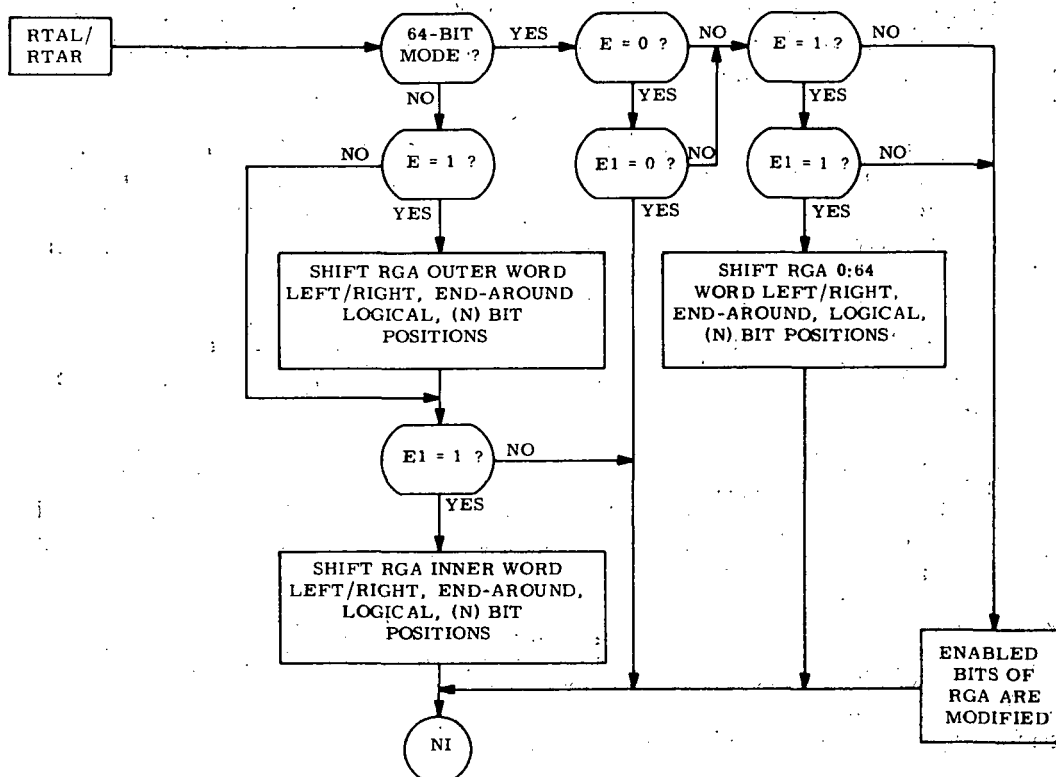 RTAL/
RTAR
64-BIT
MODE ?
YES
NO
E = 0 ?
NO
YES
E = 1 ?
NO
YES
E = 1 ?
NO
YES
E1 = 0 ?
NO
YES
E1 = 1 ?
NO
YES
SHIFT RGA OUTER WORD
LEFT/RIGHT, END-AROUND
LOGICAL, (N) BIT
POSITIONS
SHIFT RGA 0:64
WORD LEFT/RIGHT,
END-AROUND, LOGICAL,
(N) BIT POSITIONS
E1 = 1 ?
NO
YES
SHIFT RGA INNER WORD
LEFT/RIGHT, END-AROUND,
LOGICAL, (N) BIT
POSITIONS
ENABLED
BITS OF
RGA ARE
MODIFIED
NI